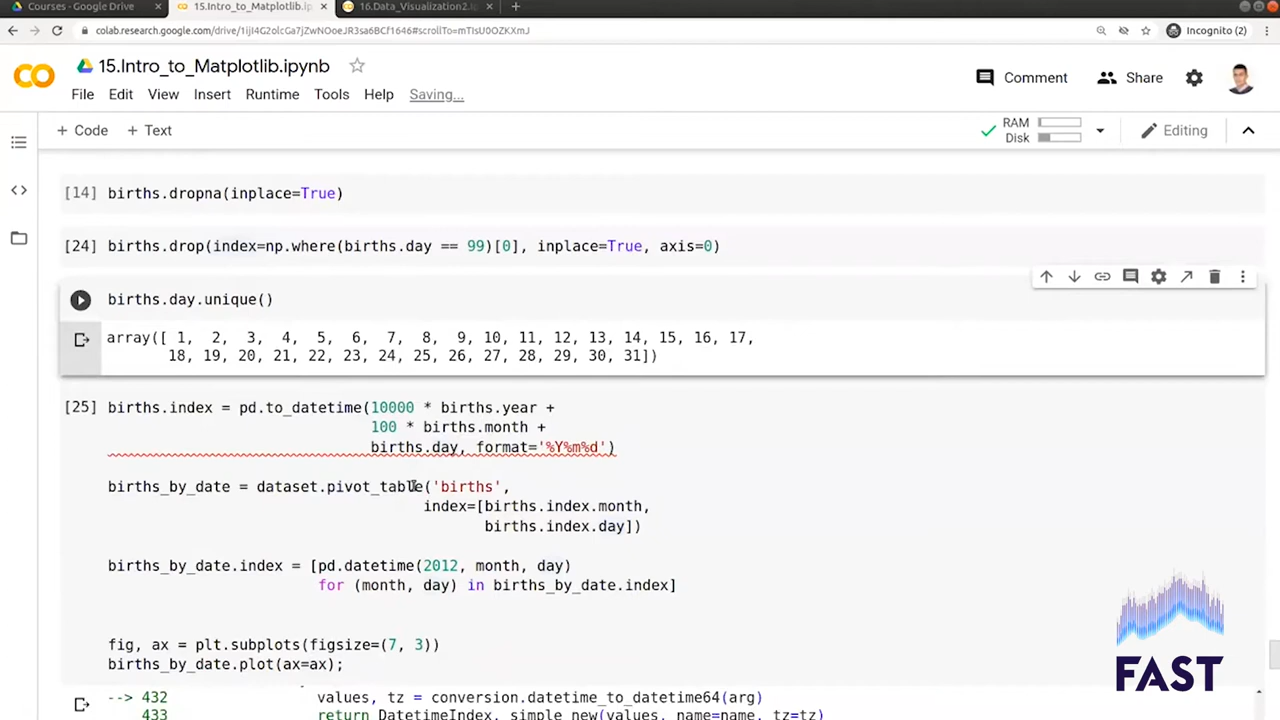 Courses - Google Drive
15.Intro_to_Matplotlib.ip
16.Data_Visualization2.i
colab.research.google.com/drive/1ijI4G2olcGa7jZwNOoeJR3sa6BCf1646#scrollTo=mTIsU0OZKXmJ
Incognito (2)
15.Intro_to_Matplotlib.ipynb
Comment
Share
File Edit View Insert Runtime Tools Help Saving...
+ Code + Text
RAM
Disk
Editing
[14] births.dropna(inplace=True)
[24] births.drop(index=np.where(births.day == 99)[0], inplace=True, axis=0)
births.day.unique()
array([ 1, 2, 3, 4, 5, 6, 7, 8, 9, 10, 11, 12, 13, 14, 15, 16, 17,
18, 19, 20, 21, 22, 23, 24, 25, 26, 27, 28, 29, 30, 31])
[25] births.index = pd.to_datetime(10000 * births.year +
100 * births.month +
births.day, format='%Y%m%d')
births_by_date = dataset.pivot_table('births',
index=[births.index.month,
births.index.day])
births_by_date.index = [pd.datetime(2012, month, day)
for (month, day) in births_by_date.index]
fig, ax = plt.subplots(figsize=(7, 3))
births_by_date.plot(ax=ax);
--> 432 values, tz = conversion.datetime_to_datetime64(arg)
433 return DatetimeIndex._simple_new(values, name=name, tz=tz)
FAST